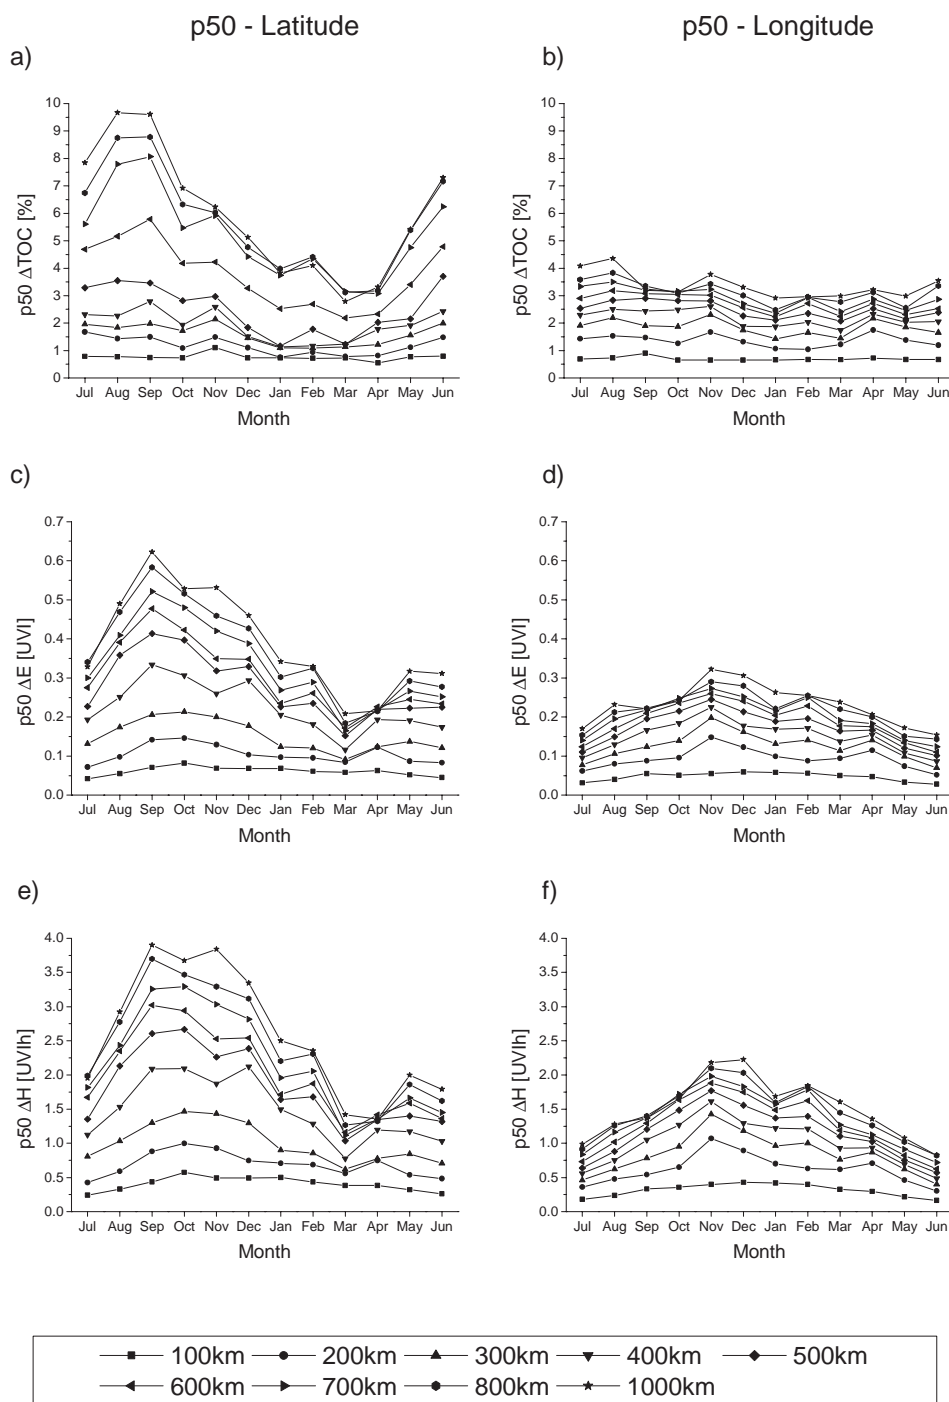 p50 - Latitude
p50 - Longitude
a)
b)
p50 ΔTOC [%]
10
9
8
7
6
5
4
3
2
1
0
Jul Aug Sep Oct Nov Dec Jan Feb Mar Apr May Jun
Month
p50 ΔTOC [%]
10
9
8
7
6
5
4
3
2
1
0
Jul Aug Sep Oct Nov Dec Jan Feb Mar Apr May Jun
Month
c)
d)
p50 ΔE [UVI]
0.7
0.6
0.5
0.4
0.3
0.2
0.1
0.0
Jul Aug Sep Oct Nov Dec Jan Feb Mar Apr May Jun
Month
p50 ΔE [UVI]
0.7
0.6
0.5
0.4
0.3
0.2
0.1
0.0
Jul Aug Sep Oct Nov Dec Jan Feb Mar Apr May Jun
Month
e)
f)
p50 ΔH [UVIh]
4.0
3.5
3.0
2.5
2.0
1.5
1.0
0.5
0.0
Jul Aug Sep Oct Nov Dec Jan Feb Mar Apr May Jun
Month
p50 ΔH [UVIh]
4.0
3.5
3.0
2.5
2.0
1.5
1.0
0.5
0.0
Jul Aug Sep Oct Nov Dec Jan Feb Mar Apr May Jun
Month
100km 200km 300km 400km 500km
600km 700km 800km 1000km